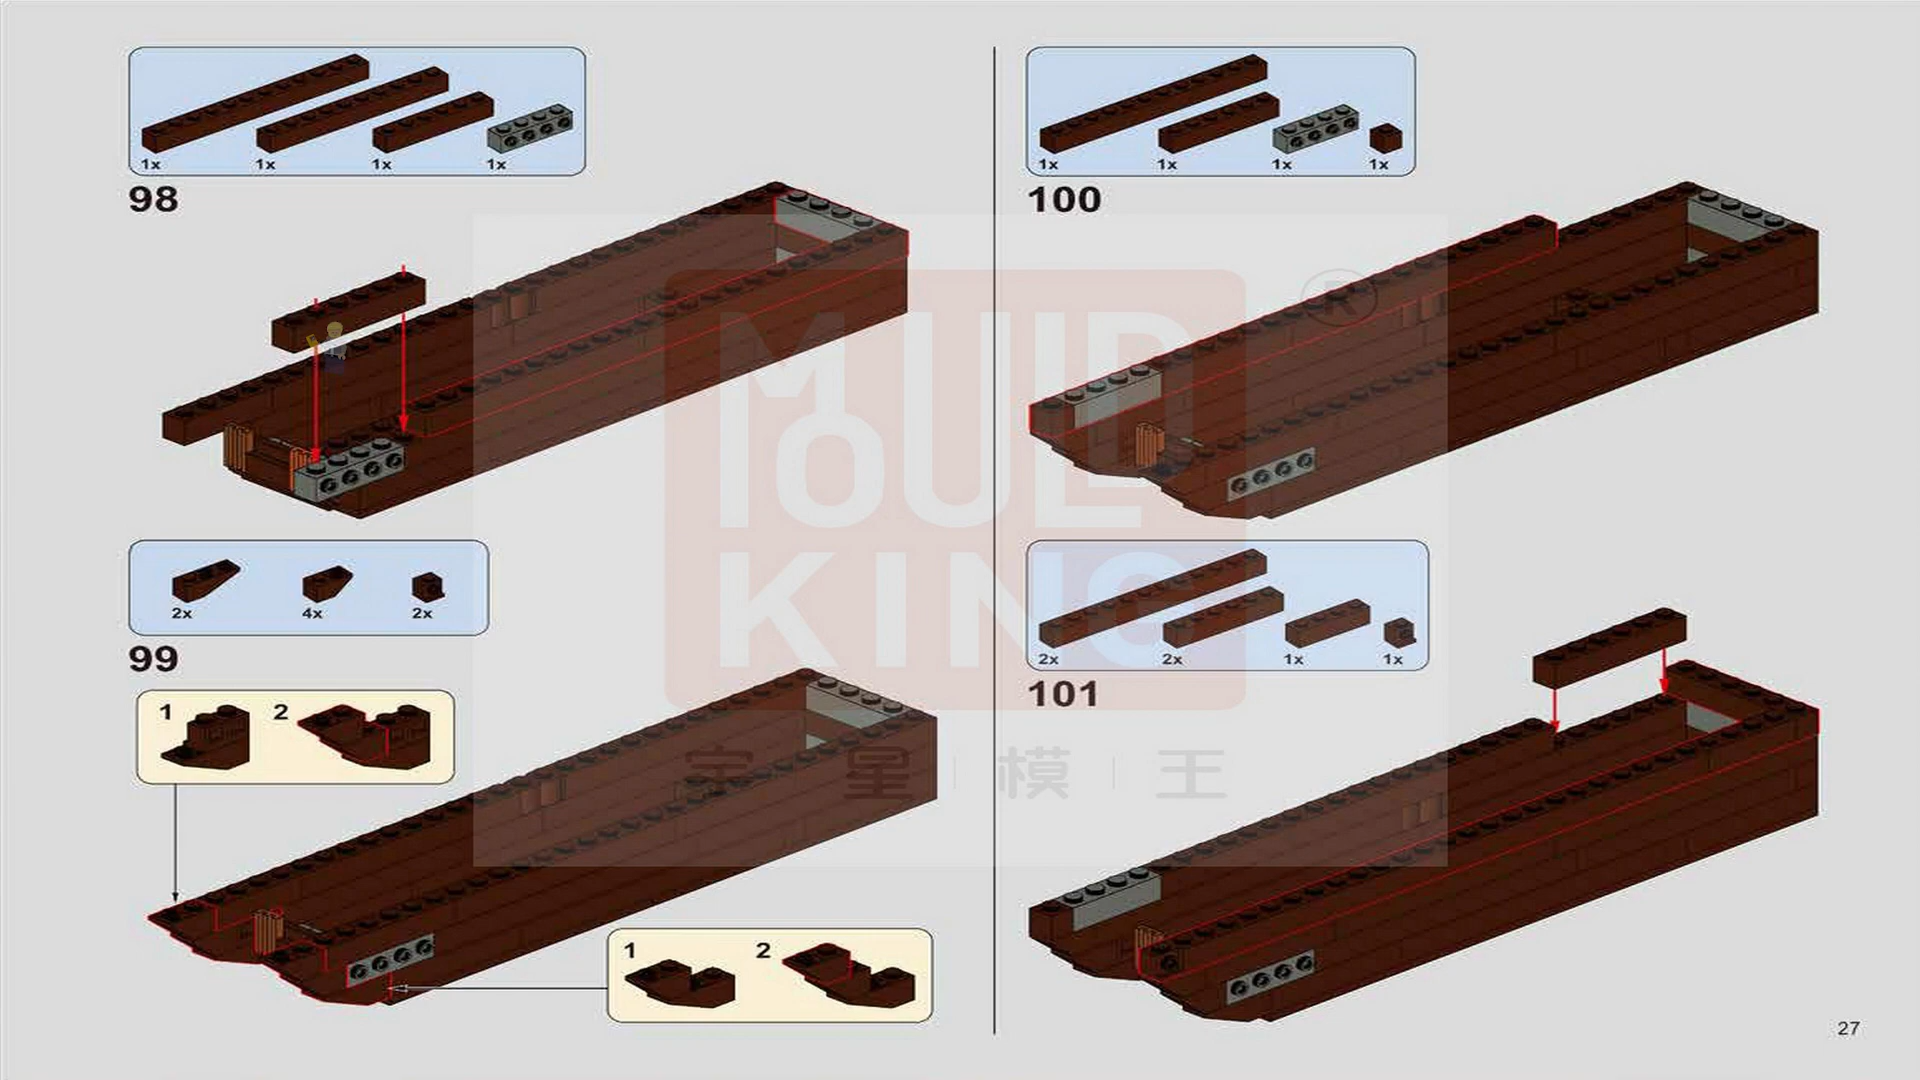 1x 1x 1x 1x
98
2x 4x 2x
99
1 2
1 2
1x 1x 1x 1x
100
2x 2x 1x 1x
101
MOULD
KING
®
宇星模王
27